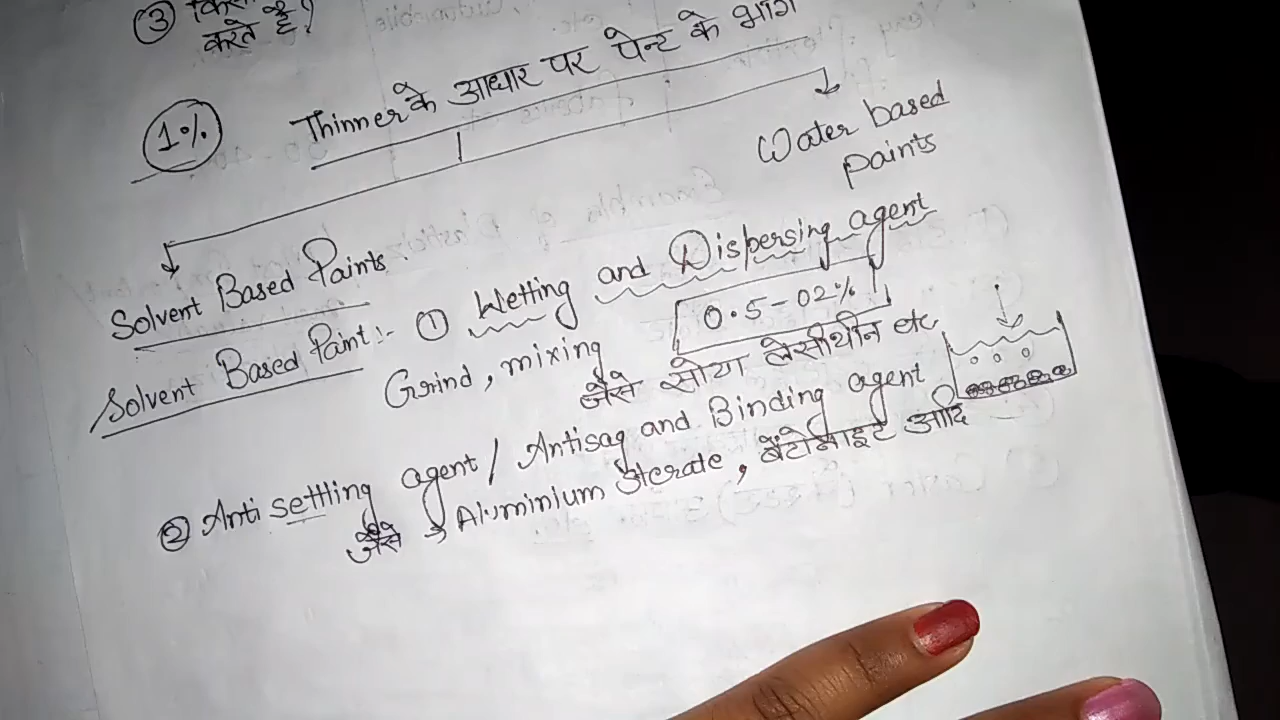 ③
करते है?
1%
Thinner के आधार पर पेन्ट के भाग
Water based
paints
Solvent Based Paints.
Solvent Based Paint:- ① Wetting and Dispersing agent
0.5-02%
Grind, mixing
जैसे सोया लेसीथीन etc
② Anti settling agent / Antisag and Binding agent
जैसे → Aluminium sterate, बेंटोनाइट आदि